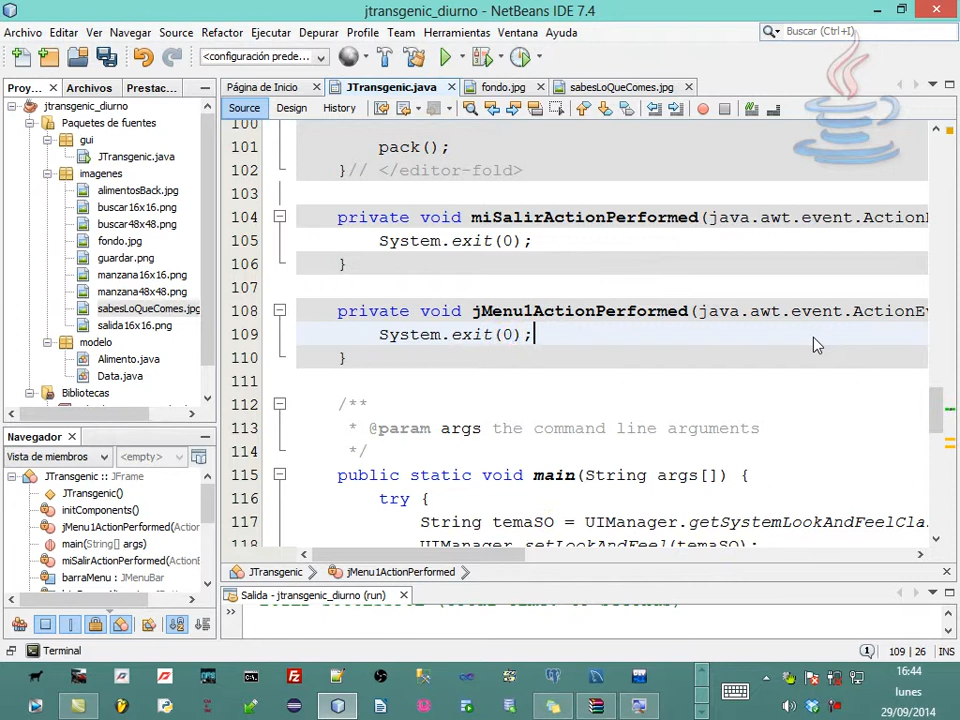 jtransgenic_diurno - NetBeans IDE 7.4
Archivo Editar Ver Navegar Source Refactor Ejecutar Depurar Profile Team Herramientas Ventana Ayuda
Buscar (Ctrl+I)
<configuración prede...
Proy... Archivos Prestac...
Página de Inicio JTransgenic.java fondo.jpg sabesLoQueComes.jpg
Source Design History
jtransgenic_diurno
Paquetes de fuentes
gui
JTransgenic.java
imagenes
alimentosBack.jpg
buscar16x16.png
buscar48x48.png
fondo.jpg
guardar.png
manzana16x16.png
manzana48x48.png
sabesLoQueComes.jpg
salida16x16.png
modelo
Alimento.java
Data.java
Bibliotecas
100
101 pack();
102 }// </editor-fold>
103
104 private void miSalirActionPerformed(java.awt.event.ActionE
105 System.exit(0);
106 }
107
108 private void jMenu1ActionPerformed(java.awt.event.ActionEv
109 System.exit(0);
110 }
111
112 /**
113 * @param args the command line arguments
114 */
115 public static void main(String args[]) {
116 try {
117 String temaSO = UIManager.getSystemLookAndFeelCla
118 UIManager.setLookAndFeel(temaSO);
JTransgenic jMenu1ActionPerformed
Navegador
Vista de miembros <empty>
JTransgenic :: JFrame
JTransgenic()
initComponents()
jMenu1ActionPerformed(Action
main(String[] args)
miSalirActionPerformed(ActionE
barraMenu : JMenuBar
Salida - jtransgenic_diurno (run)
Terminal
1
109 | 26 INS
16:44
lunes
29/09/2014